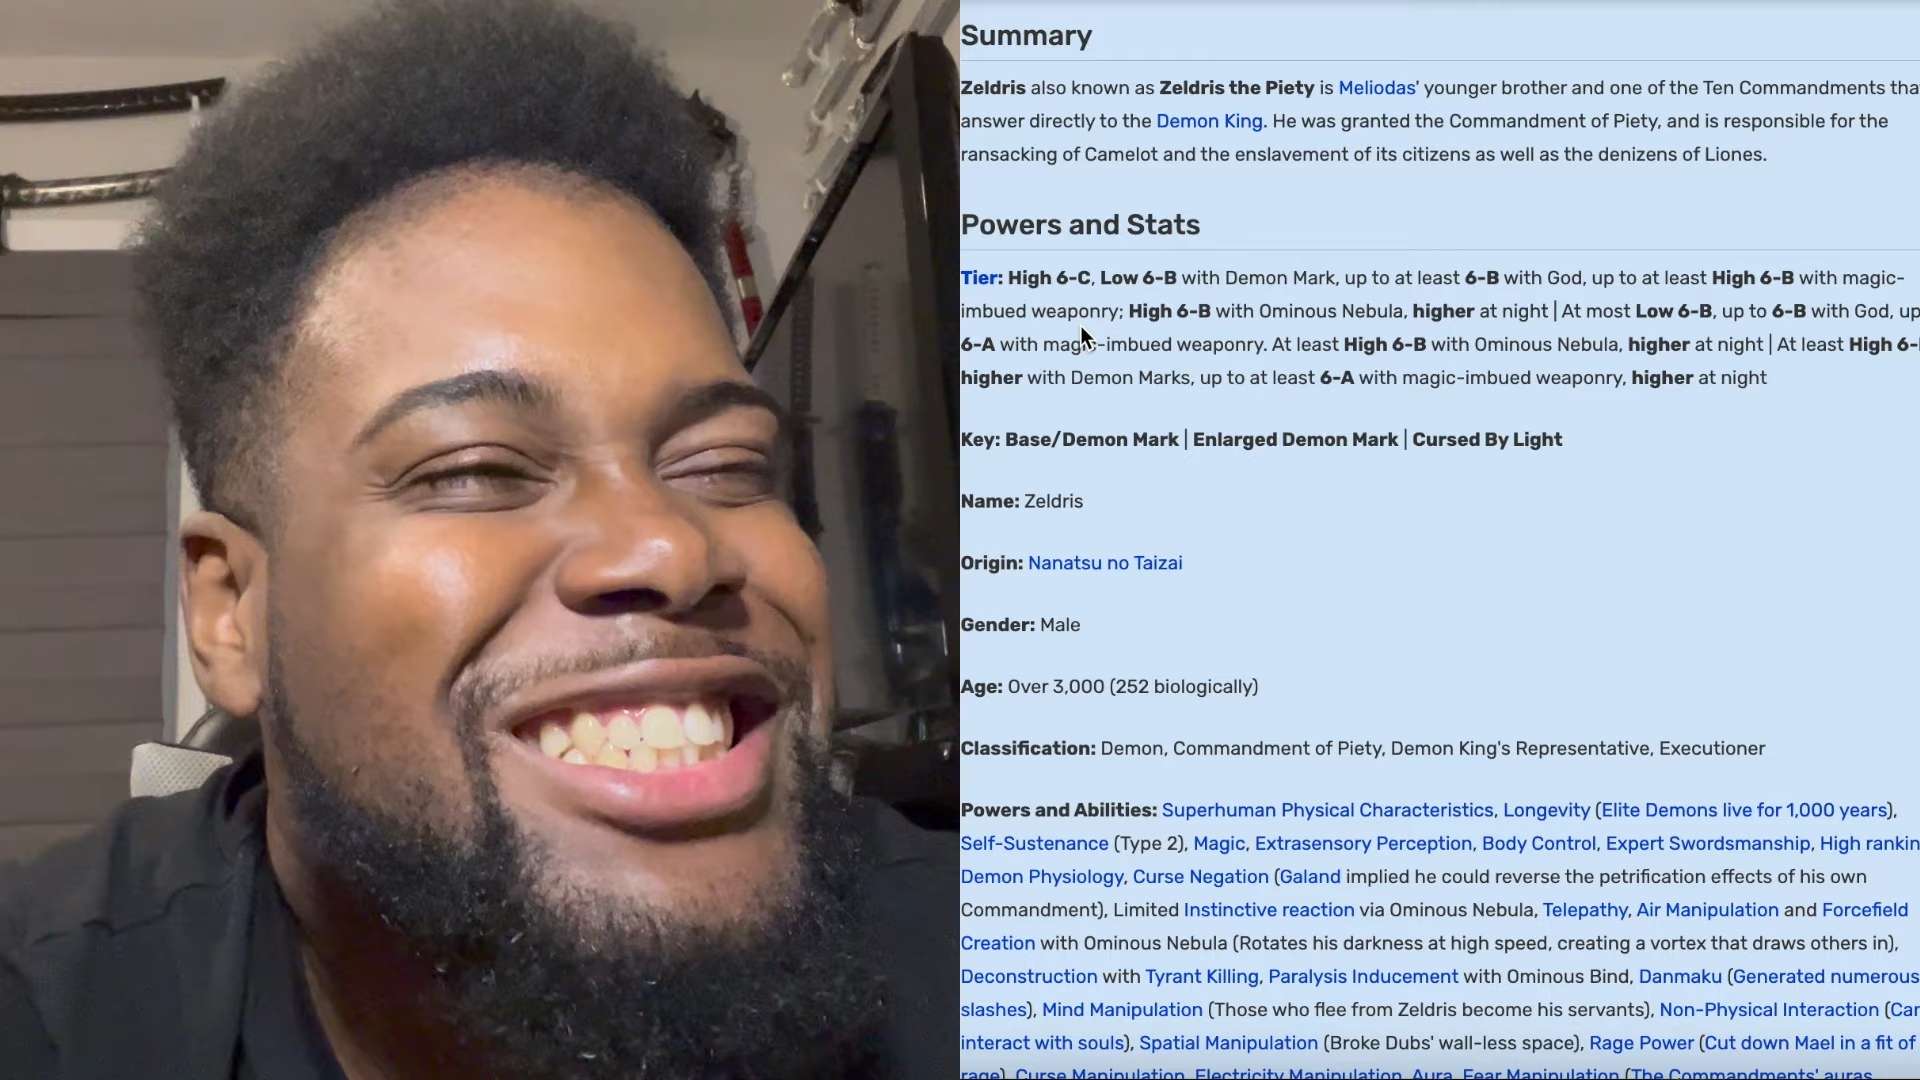 Summary
Zeldris also known as Zeldris the Piety is Meliodas' younger brother and one of the Ten Commandments
answer directly to the Demon King. He was granted the Commandment of Piety, and is responsible for the
ransacking of Camelot and the enslavement of its citizens as well as the denizens of Liones.
Powers and Stats
Tier: High 6-C, Low 6-B with Demon Mark, up to at least 6-B with God, up to at least High 6-B with magic-
imbued weaponry; High 6-B with Ominous Nebula, higher at night | At most Low 6-B, up to 6-B with God, up
6-A with magic-imbued weaponry. At least High 6-B with Ominous Nebula, higher at night | At least High 6-
higher with Demon Marks, up to at least 6-A with magic-imbued weaponry, higher at night
Key: Base/Demon Mark | Enlarged Demon Mark | Cursed By Light
Name: Zeldris
Origin: Nanatsu no Taizai
Gender: Male
Age: Over 3,000 (252 biologically)
Classification: Demon, Commandment of Piety, Demon King's Representative, Executioner
Powers and Abilities: Superhuman Physical Characteristics, Longevity (Elite Demons live for 1,000 years),
Self-Sustenance (Type 2), Magic, Extrasensory Perception, Body Control, Expert Swordsmanship, High
Demon Physiology, Curse Negation (Galand implied he could reverse the petrification effects of his own
Commandment), Limited Instinctive reaction via Ominous Nebula, Telepathy, Air Manipulation and Forcefield
Creation with Ominous Nebula (Rotates his darkness at high speed, creating a vortex that draws others in),
Deconstruction with Tyrant Killing, Paralysis Inducement with Ominous Bind, Danmaku (Generated numerous
slashes), Mind Manipulation (Those who flee from Zeldris become his servants), Non-Physical Interaction
interact with souls), Spatial Manipulation (Broke Dubs' wall-less space), Rage Power (Cut down Mael in a fit of
rage), Curse Manipulation, Electricity Manipulation, Aura, Fear Manipulation (The Commandments' auras